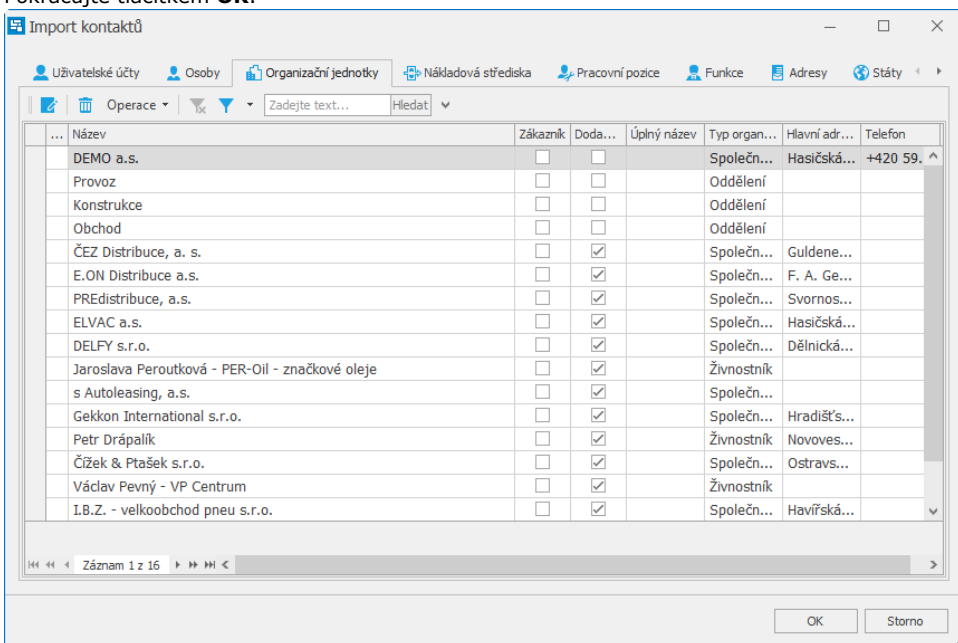 Pokračujte tlačítkem OK.
Import kontaktů
Uživatelské účty Osoby Organizační jednotky Nákladová střediska Pracovní pozice Funkce Adresy Státy
Operace Zadejte text... Hledat
... Název Zákazník Doda... Úplný název Typ organ... Hlavní adr... Telefon
DEMO a.s. Společn... Hasičská... +420 59.
Provoz Oddělení
Konstrukce Oddělení
Obchod Oddělení
ČEZ Distribuce, a. s. Společn... Guldene...
E.ON Distribuce a.s. Společn... F. A. Ge...
PREdistribuce, a.s. Společn... Svornos...
ELVAC a.s. Společn... Hasičská...
DELFY s.r.o. Společn... Dělnická...
Jaroslava Peroutková - PER-Oil - značkové oleje Živnostník
s Autoleasing, a.s. Společn...
Gekkon International s.r.o. Společn... Hradišťs...
Petr Drápalík Živnostník Novoves...
Čížek & Ptašek s.r.o. Společn... Ostravs...
Václav Pevný - VP Centrum Živnostník
I.B.Z. - velkoobchod pneu s.r.o. Společn... Havířská...
Záznam 1 z 16
OK Storno